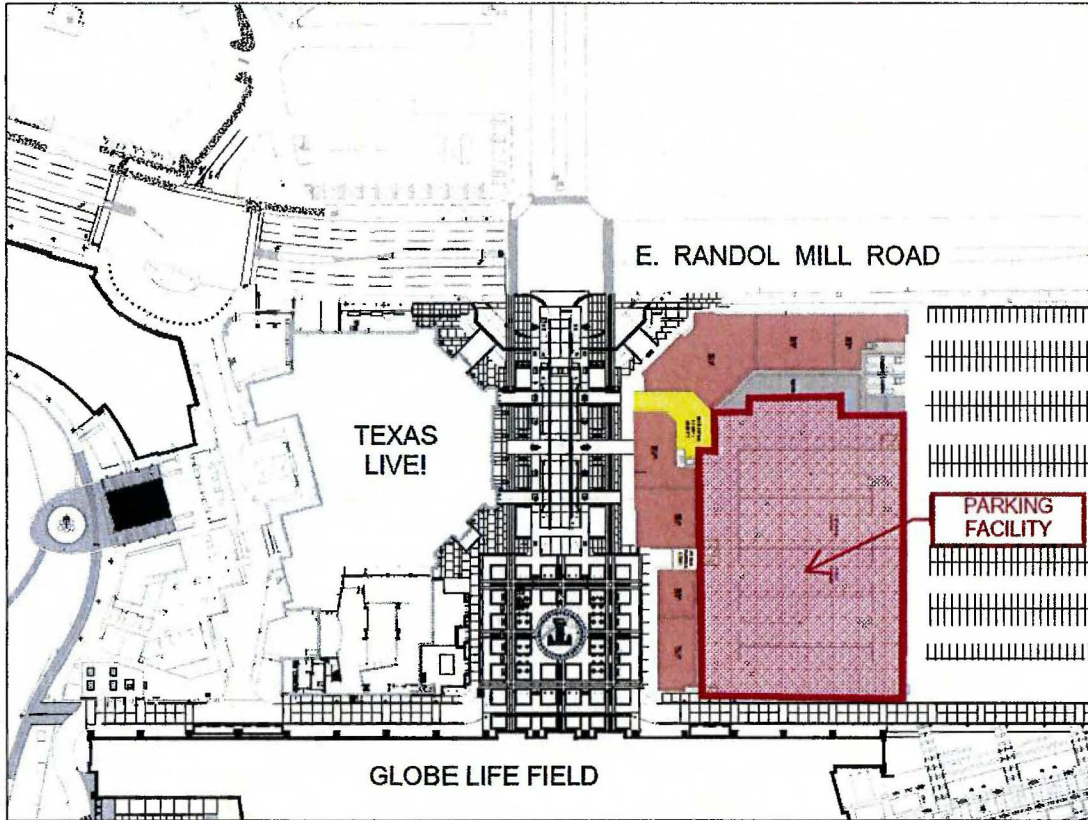 E. RANDOL MILL ROAD
TEXAS
LIVE!
PARKING
FACILITY
GLOBE LIFE FIELD